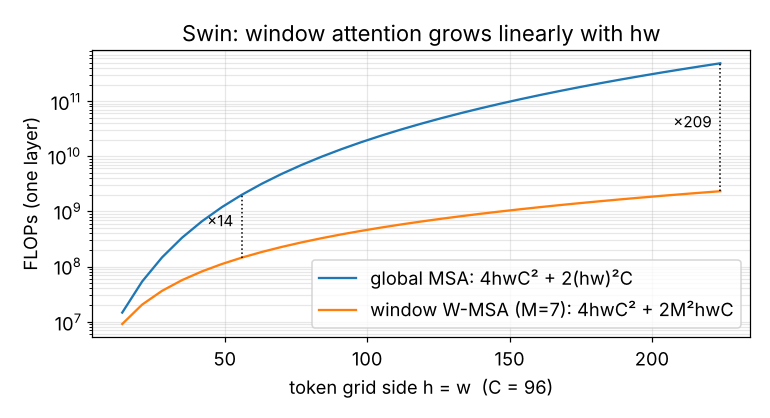 Swin: window attention grows linearly with hw
FLOPs (one layer)
10¹¹
10¹⁰
10⁹
10⁸
10⁷
×209
×14
global MSA: 4hwC² + 2(hw)²C
window W-MSA (M=7): 4hwC² + 2M²hwC
50
100
150
200
token grid side h = w  (C = 96)